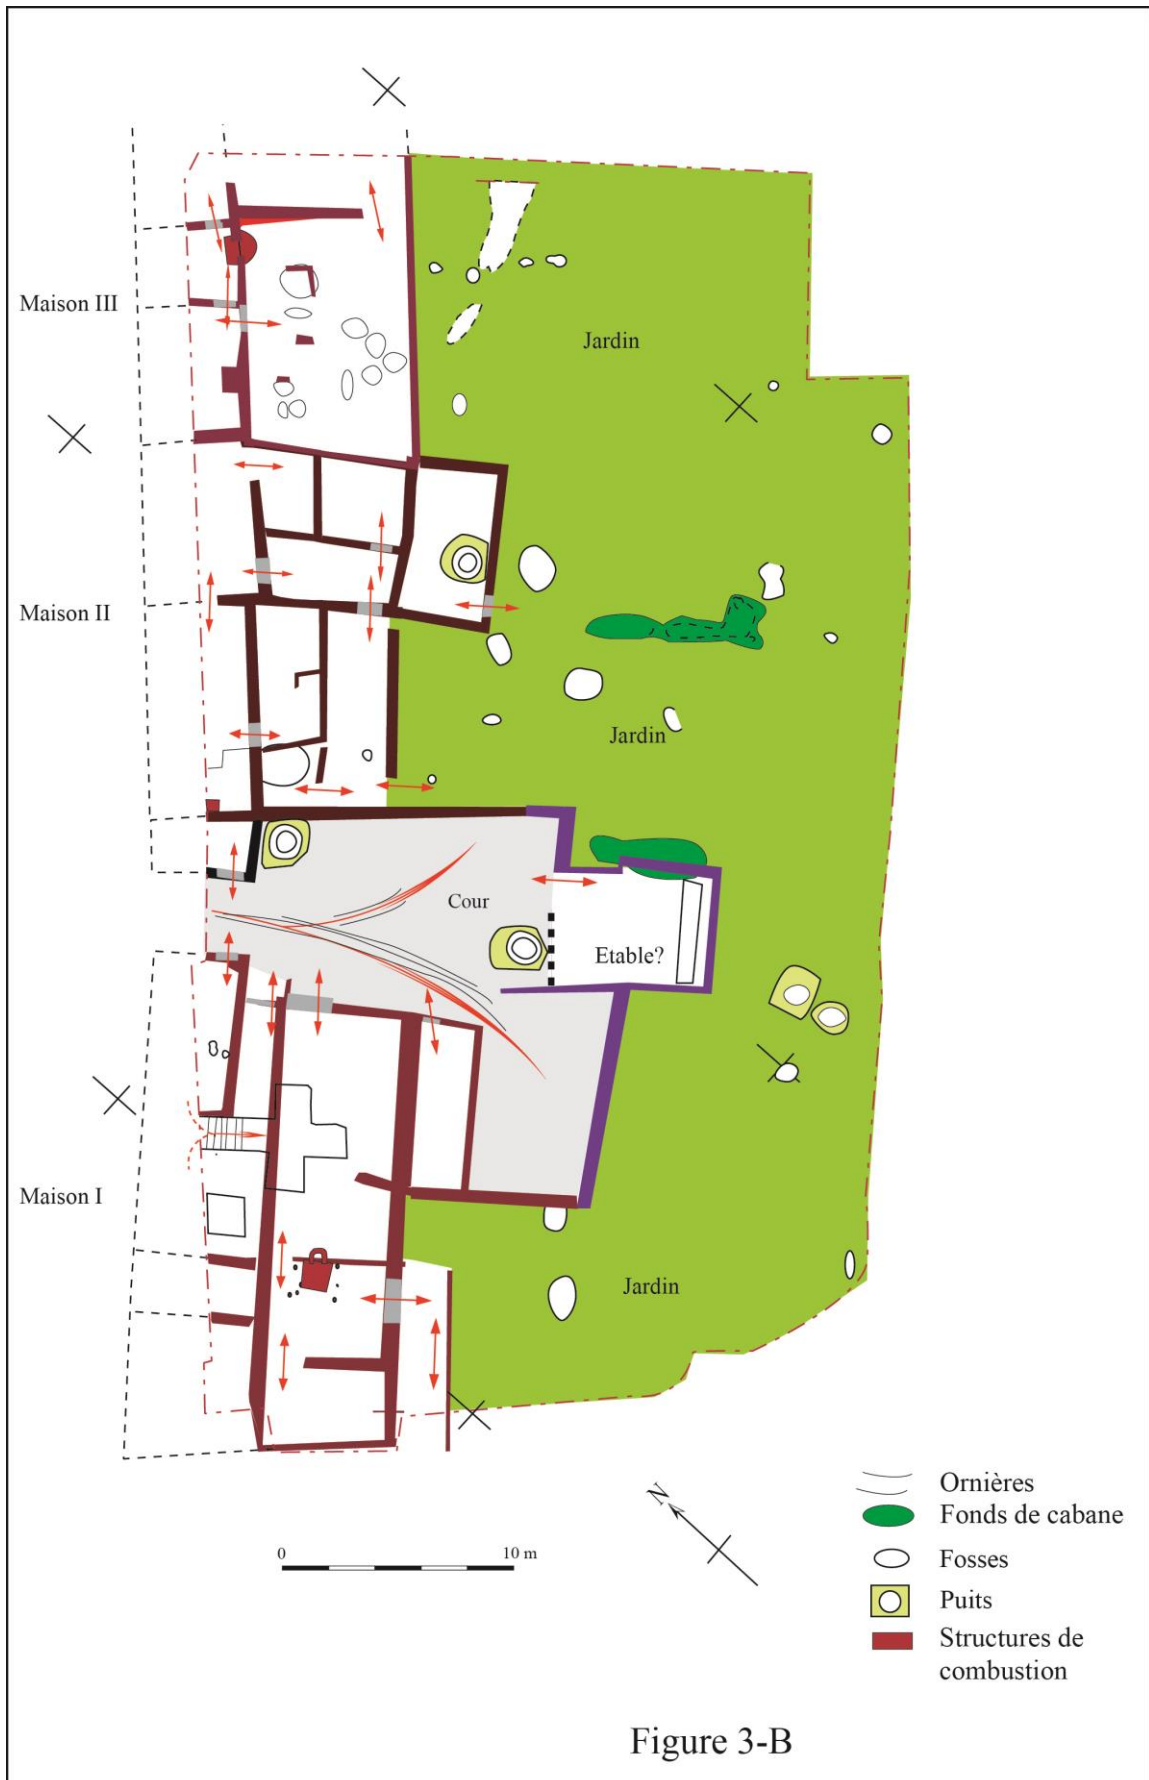 Maison III
Jardin
Maison II
Jardin
Cour
Etable?
Maison I
Jardin
N
0 10 m
Ornières
Fonds de cabane
Fosses
Puits
Structures de
combustion
Figure 3-B